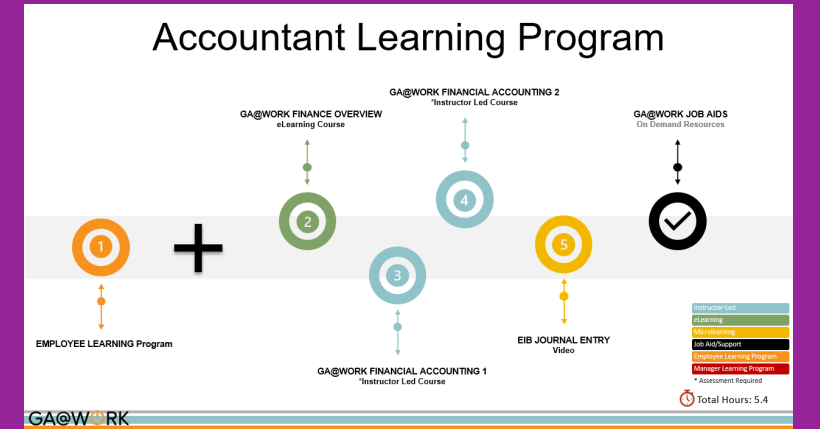 Accountant Learning Program
GA@WORK FINANCIAL ACCOUNTING 2
*Instructor Led Course
GA@WORK FINANCE OVERVIEW
eLearning Course
GA@WORK JOB AIDS
On Demand Resources
1
2
3
4
5
EMPLOYEE LEARNING Program
EIB JOURNAL ENTRY
Video
GA@WORK FINANCIAL ACCOUNTING 1
*Instructor Led Course
Instructor-Led
eLearning
Microlearning
Job Aid/Support
Employee Learning Program
Manager Learning Program
* Assessment Required
Total Hours: 5.4
GA@WORK